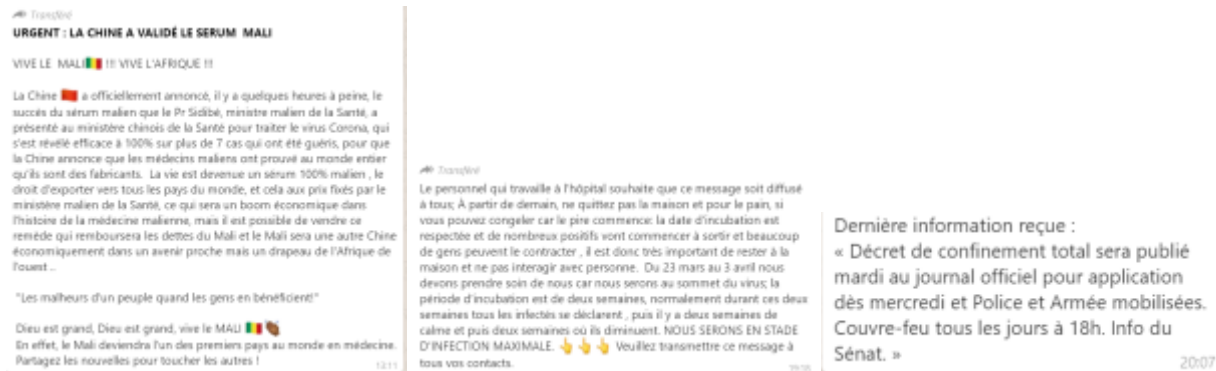 Transféré
URGENT : LA CHINE A VALIDÉ LE SERUM MALI
VIVE LE MALI🇲🇱 !!! VIVE L'AFRIQUE !!!
La Chine 🇨🇳 a officiellement annoncé, il y a quelques heures à peine, le
succès du sérum malien que le Pr Sidibé, ministre malien de la Santé, a
présenté au ministère chinois de la Santé pour traiter le virus Corona, qui
s'est révélé efficace à 100% sur plus de 7 cas qui ont été guéris, pour que
la Chine annonce que les médecins maliens ont prouvé au monde entier
qu'ils sont des fabricants. La vie est devenue un sérum 100% malien , le
droit d'exporter vers tous les pays du monde, et cela aux prix fixés par le
ministère malien de la Santé, ce qui sera un boom économique dans
l'histoire de la médecine malienne, mais il est possible de vendre ce
remède qui remboursera les dettes du Mali et le Mali sera une autre Chine
économiquement dans un avenir proche mais un drapeau de l'Afrique de
l'ouest ..
"Les malheurs d'un peuple quand les gens en bénéficient!"
Dieu est grand, Dieu est grand, vive le MALI 🇲🇱
En effet, le Mali deviendra l'un des premiers pays au monde en médecine.
Partagez les nouvelles pour toucher les autres !
13:11
Transféré
Le personnel qui travaille à l'hôpital souhaite que ce message soit diffusé
à tous; À partir de demain, ne quittez pas la maison et pour le pain, si
vous pouvez congeler car le pire commence: la date d'incubation est
respectée et de nombreux positifs vont commencer à sortir et beaucoup
de gens peuvent le contracter , il est donc très important de rester à la
maison et ne pas interagir avec personne. Du 23 mars au 3 avril nous
devons prendre soin de nous car nous serons au sommet du virus; la
période d'incubation est de deux semaines, normalement durant ces deux
semaines tous les infectés se déclarent , puis il y a deux semaines de
calme et puis deux semaines où ils diminuent. NOUS SERONS EN STADE
D'INFECTION MAXIMALE. 👆👆👆 Veuillez transmettre ce message à
tous vos contacts.
Dernière information reçue :
« Décret de confinement total sera publié
mardi au journal officiel pour application
dès mercredi et Police et Armée mobilisées.
Couvre-feu tous les jours à 18h. Info du
Sénat. »
20:07